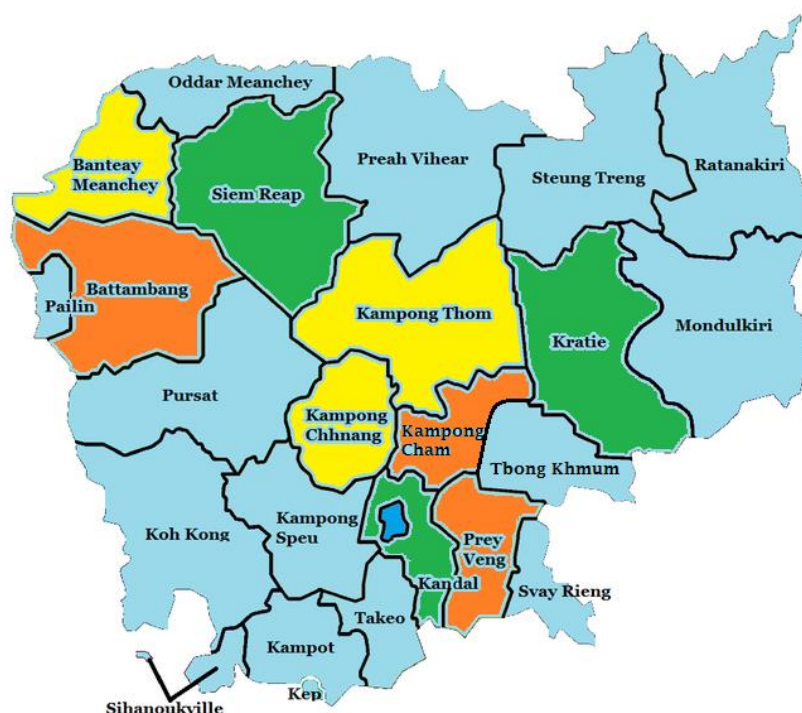 Oddar Meanchey
Banteay
Meanchey
Siem Reap
Preah Vihear
Steung Treng
Ratanakiri
Battambang
Pailin
Kampong Thom
Kratie
Mondulkiri
Pursat
Kampong
Chhnang
Kampong
Cham
Tbong Khmum
Koh Kong
Kampong
Speu
Prey
Veng
Kandal
Svay Rieng
Takeo
Kampot
Kep
Sihanoukville